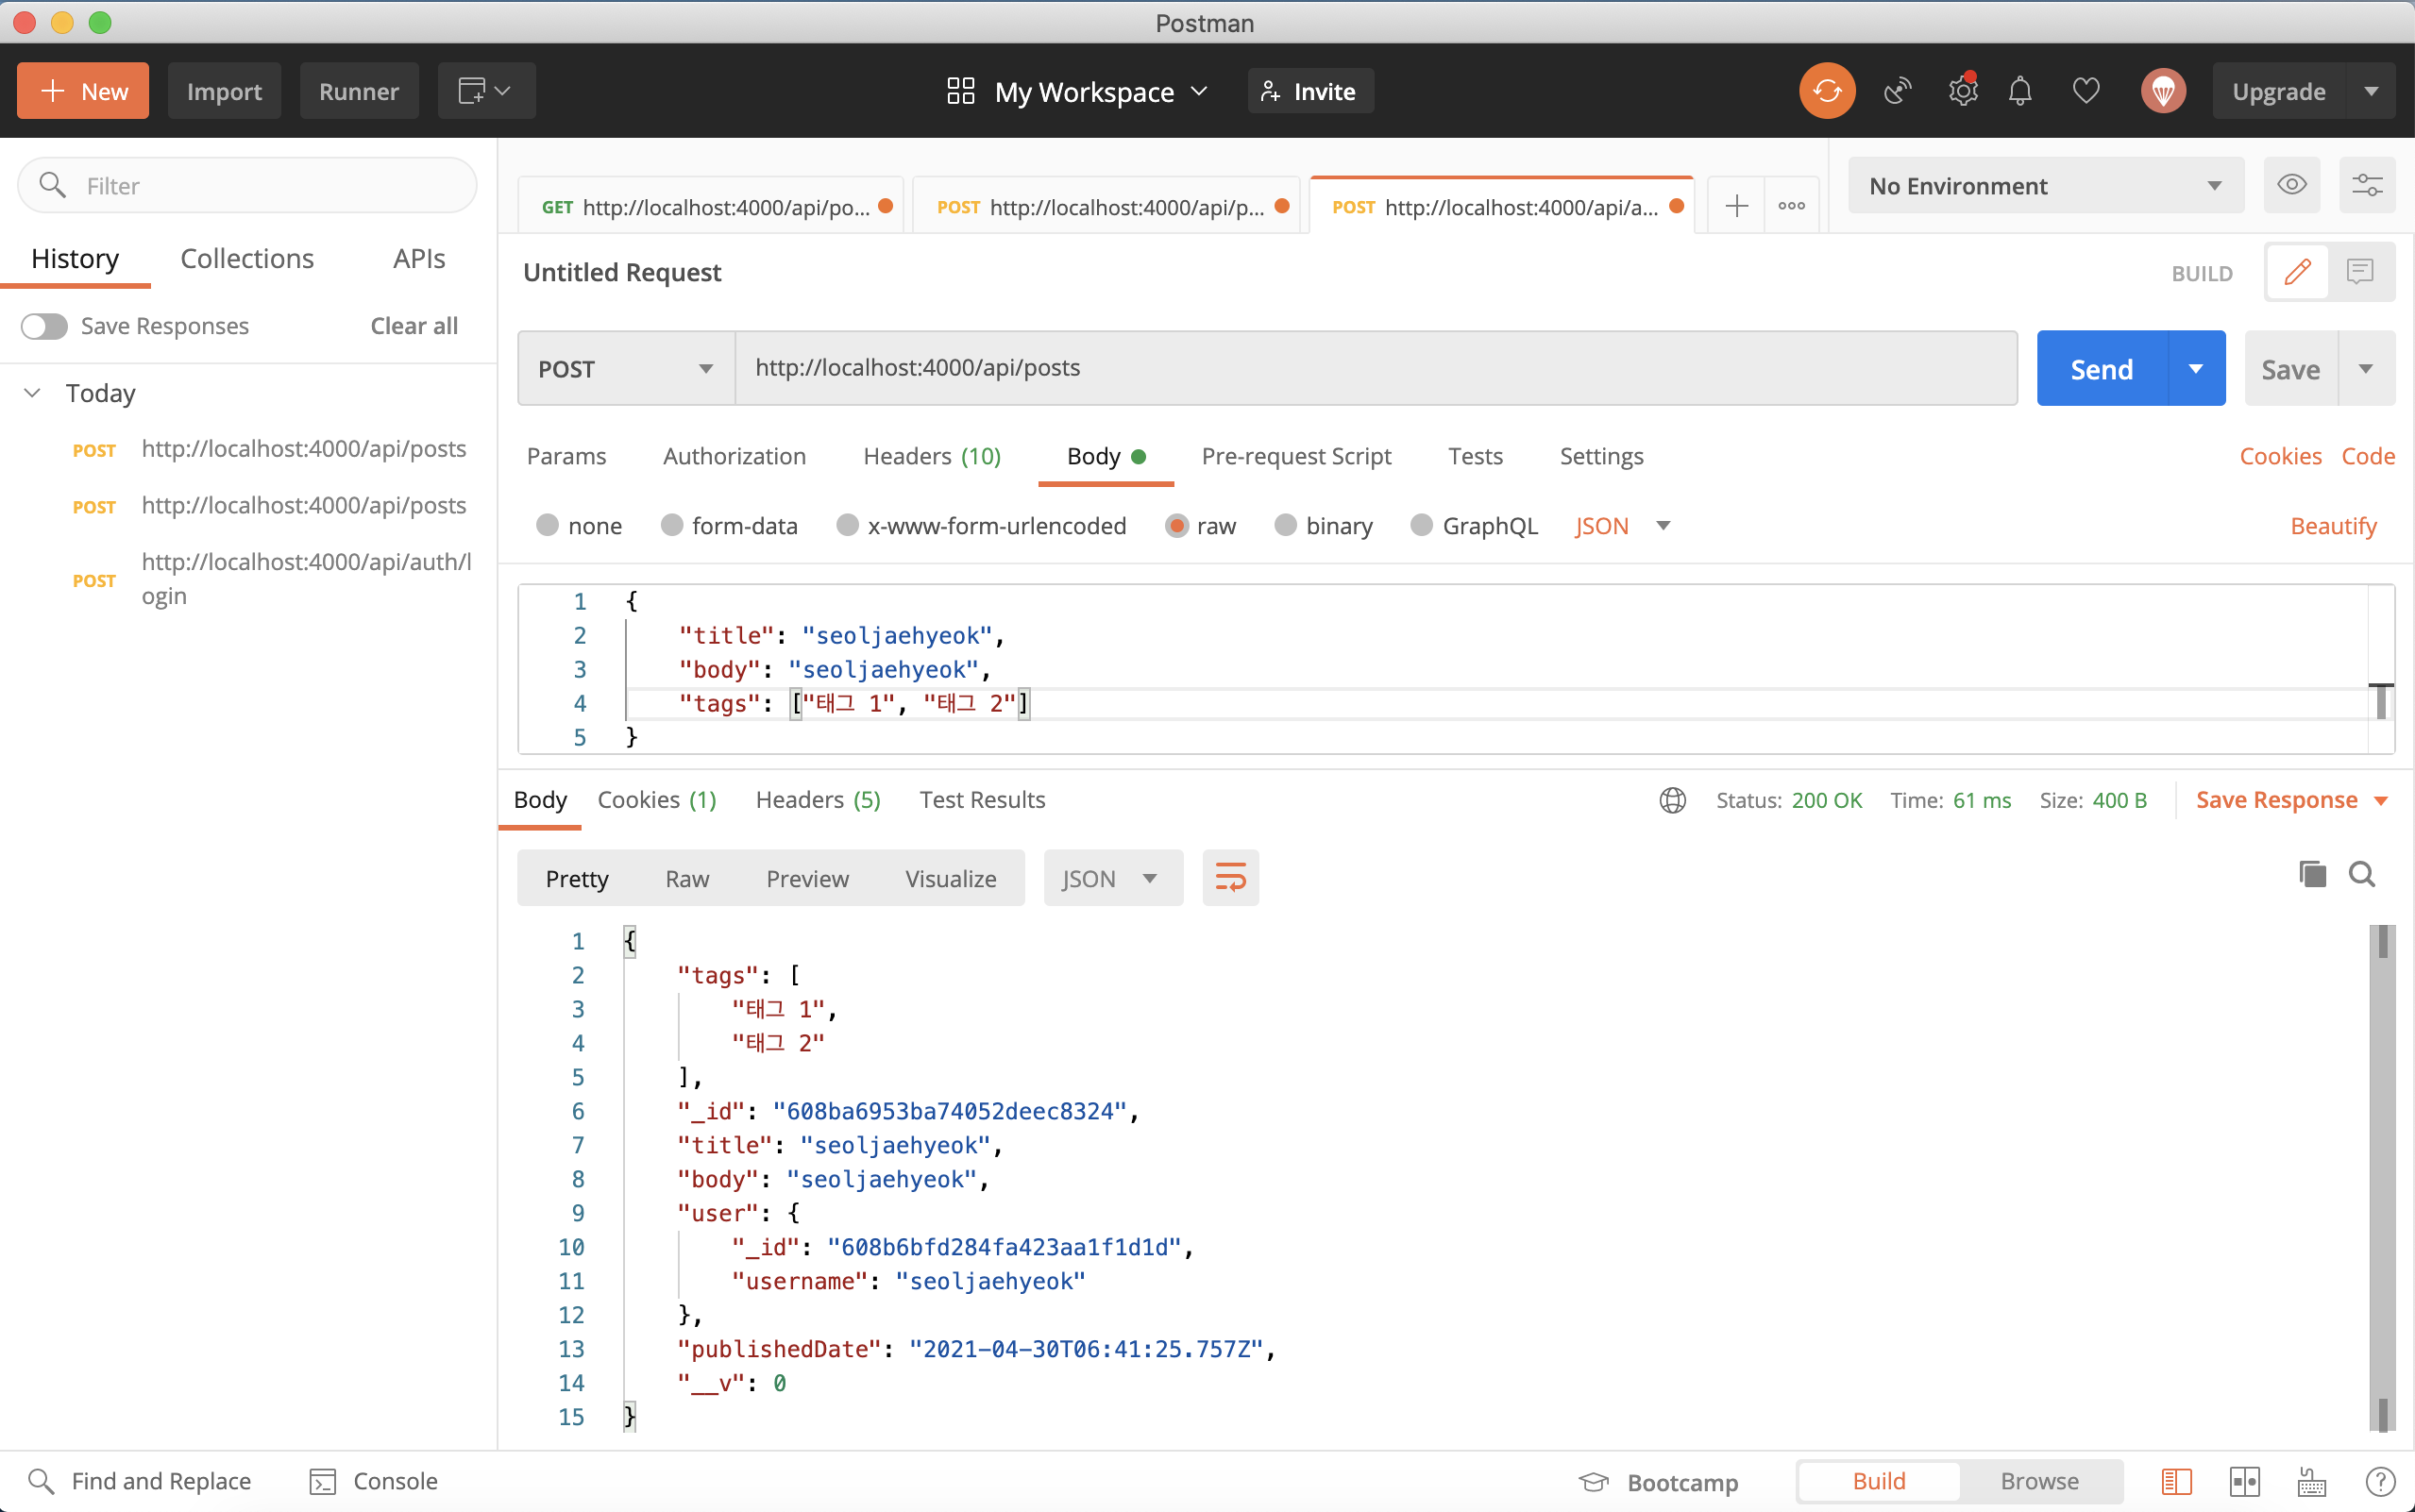 Postman
New Import Runner My Workspace Invite Upgrade
Filter
GET http://localhost:4000/api/po... POST http://localhost:4000/api/p... POST http://localhost:4000/api/a... No Environment
History Collections APIs
Save Responses Clear all
Today
POST http://localhost:4000/api/posts
POST http://localhost:4000/api/posts
POST http://localhost:4000/api/auth/l
ogin
Untitled Request BUILD
POST http://localhost:4000/api/posts Send Save
Params Authorization Headers (10) Body Pre-request Script Tests Settings Cookies Code
none form-data x-www-form-urlencoded raw binary GraphQL JSON Beautify
1 {
2 "title": "seoljaehyeok",
3 "body": "seoljaehyeok",
4 "tags": ["태그 1", "태그 2"]
5 }
Body Cookies (1) Headers (5) Test Results Status: 200 OK Time: 61 ms Size: 400 B Save Response
Pretty Raw Preview Visualize JSON
1 {
2 "tags": [
3 "태그 1",
4 "태그 2"
5 ],
6 "_id": "608ba6953ba74052deec8324",
7 "title": "seoljaehyeok",
8 "body": "seoljaehyeok",
9 "user": {
10 "_id": "608b6bfd284fa423aa1f1d1d",
11 "username": "seoljaehyeok"
12 },
13 "publishedDate": "2021-04-30T06:41:25.757Z",
14 "__v": 0
15 }
Find and Replace Console Bootcamp Build Browse